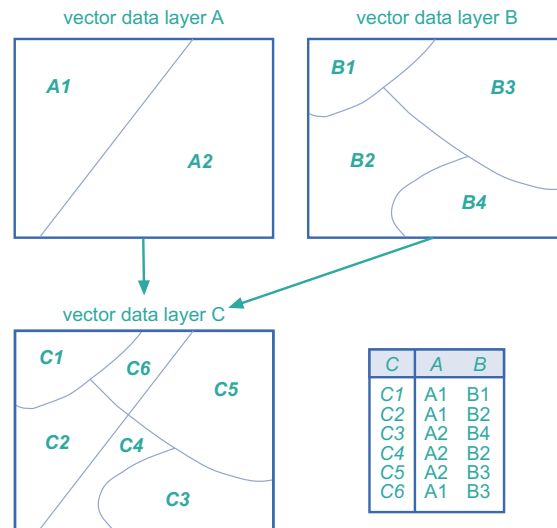 vector data layer A
vector data layer B
A1
A2
B1
B3
B2
B4
vector data layer C
C1
C6
C5
C2
C4
C3
C A B
C1 A1 B1
C2 A1 B2
C3 A2 B4
C4 A2 B2
C5 A2 B3
C6 A1 B3